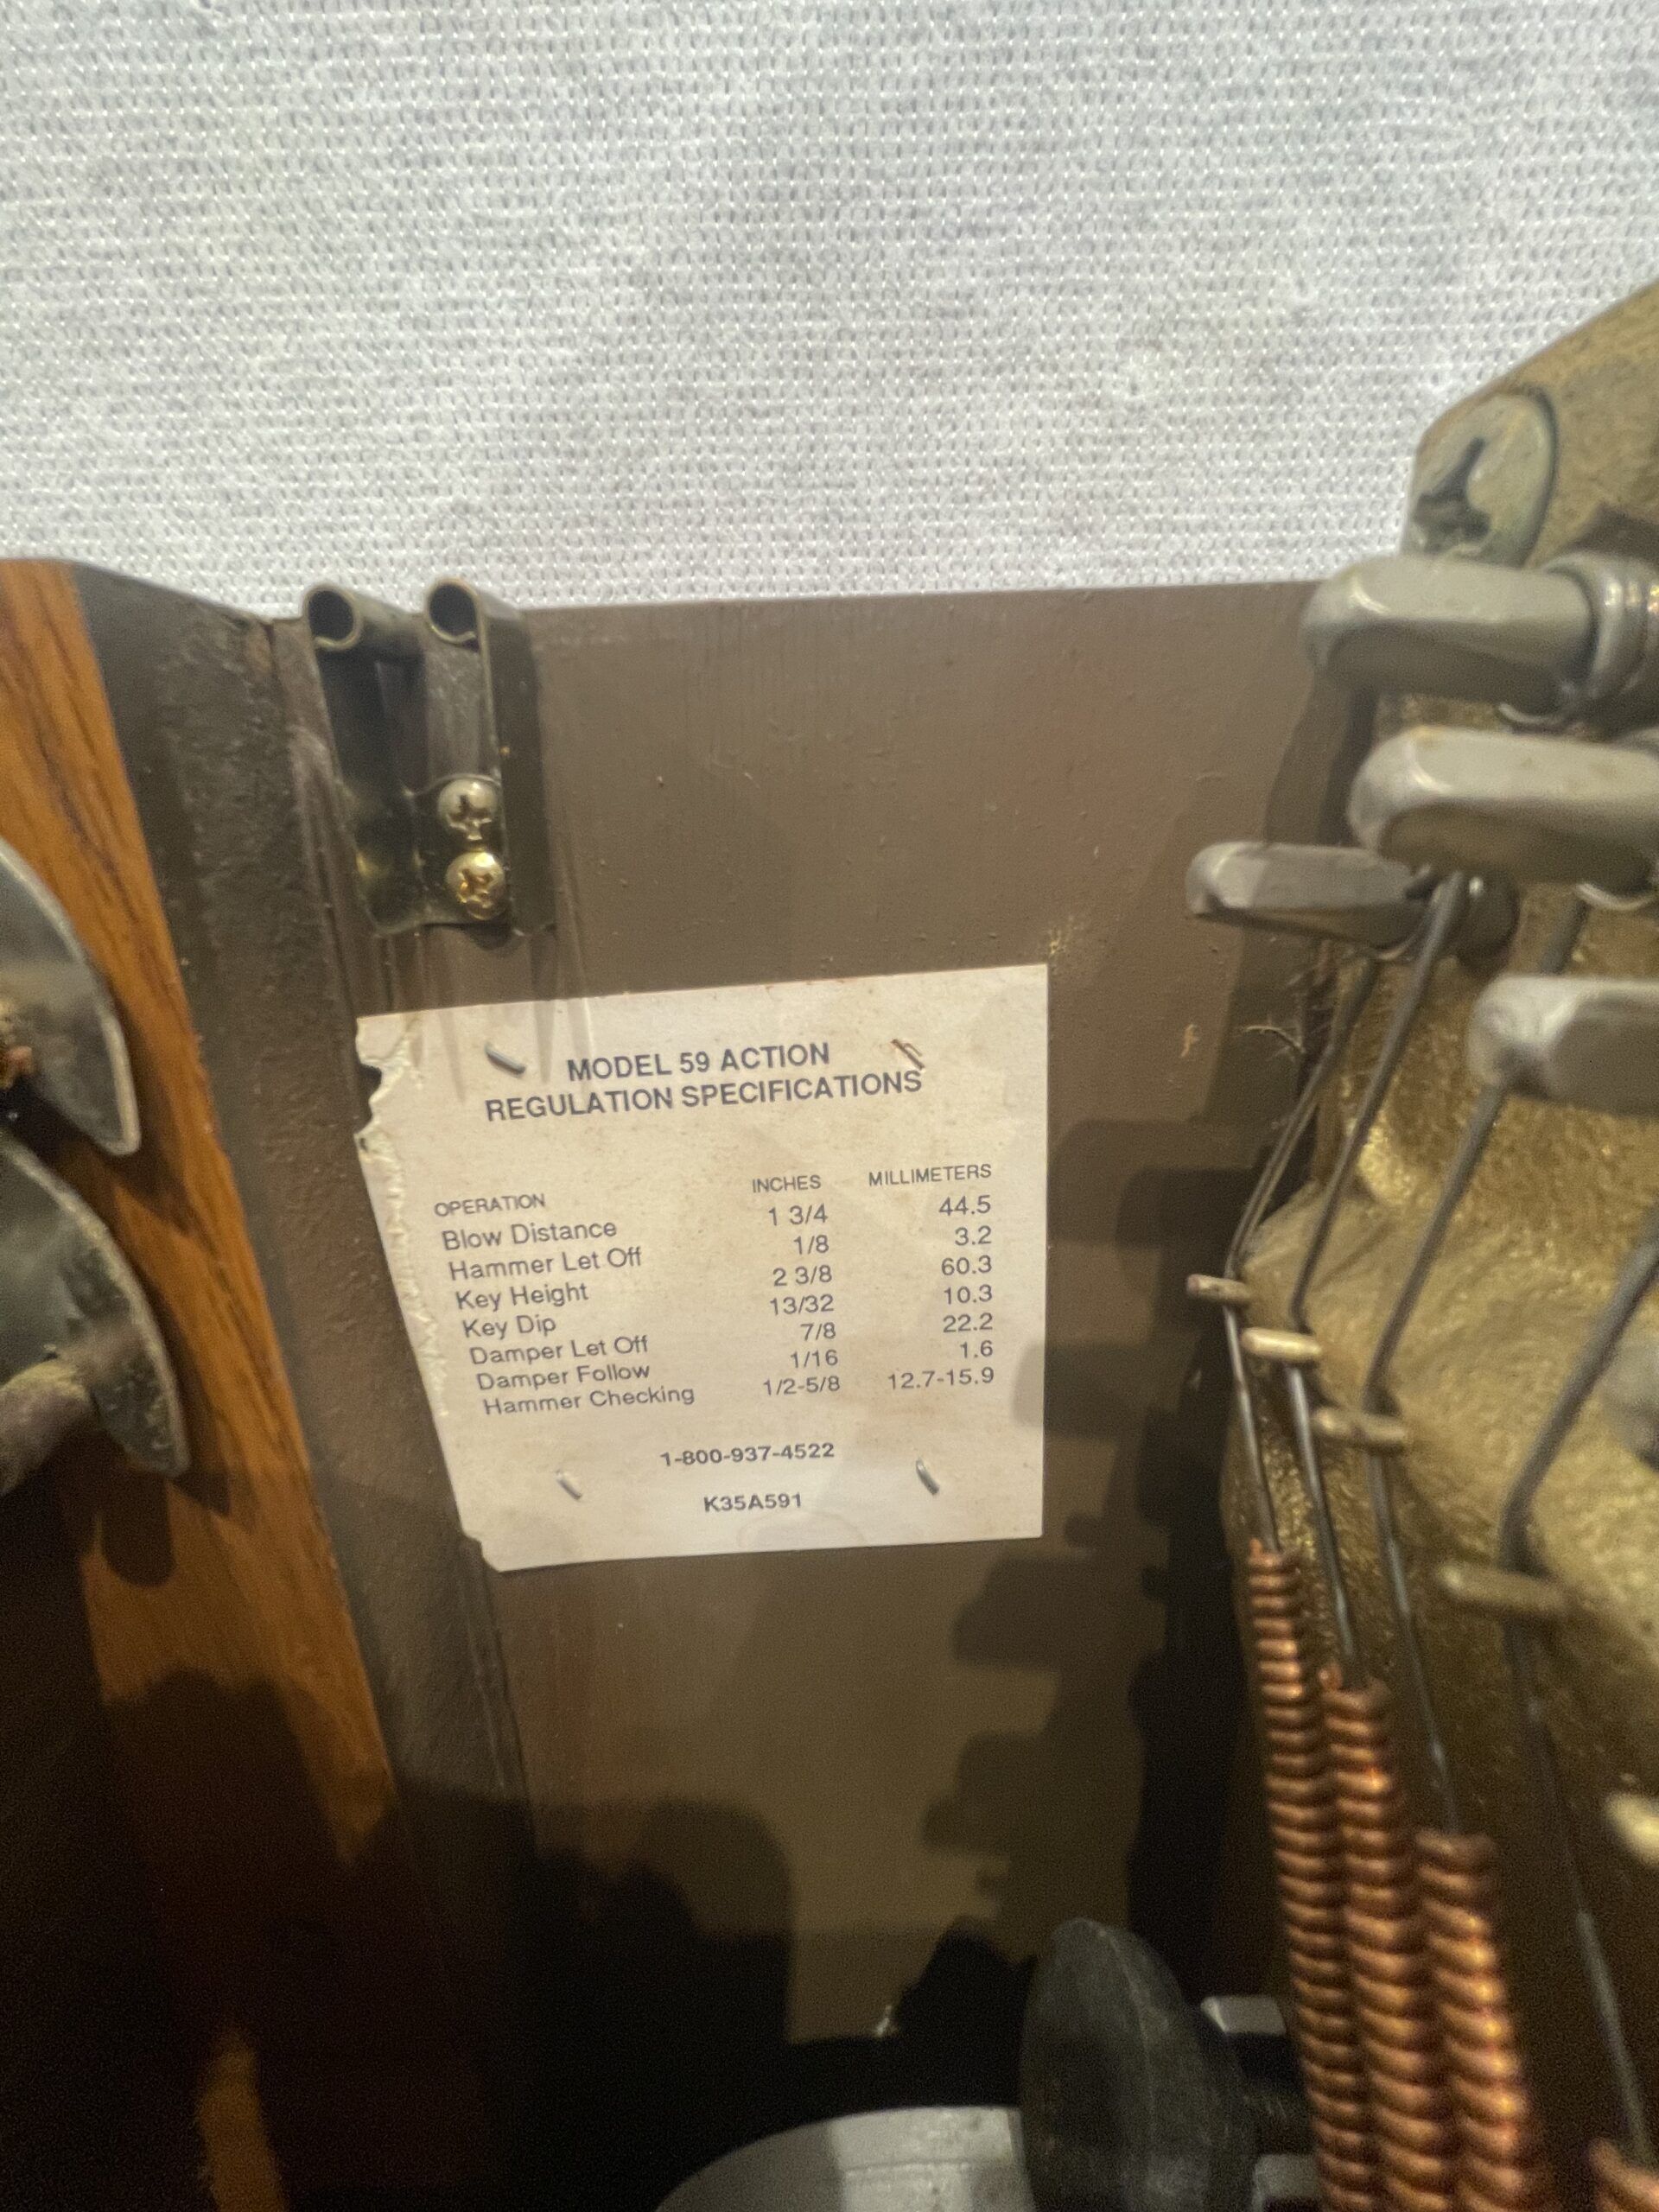 MODEL 59 ACTION
REGULATION SPECIFICATIONS
OPERATION INCHES MILLIMETERS
Blow Distance 1 3/4 44.5
Hammer Let Off 1/8 3.2
Key Height 2 3/8 60.3
Key Dip 13/32 10.3
Damper Let Off 7/8 22.2
Damper Follow 1/16 1.6
Hammer Checking 1/2-5/8 12.7-15.9
1-800-937-4522
K35A591